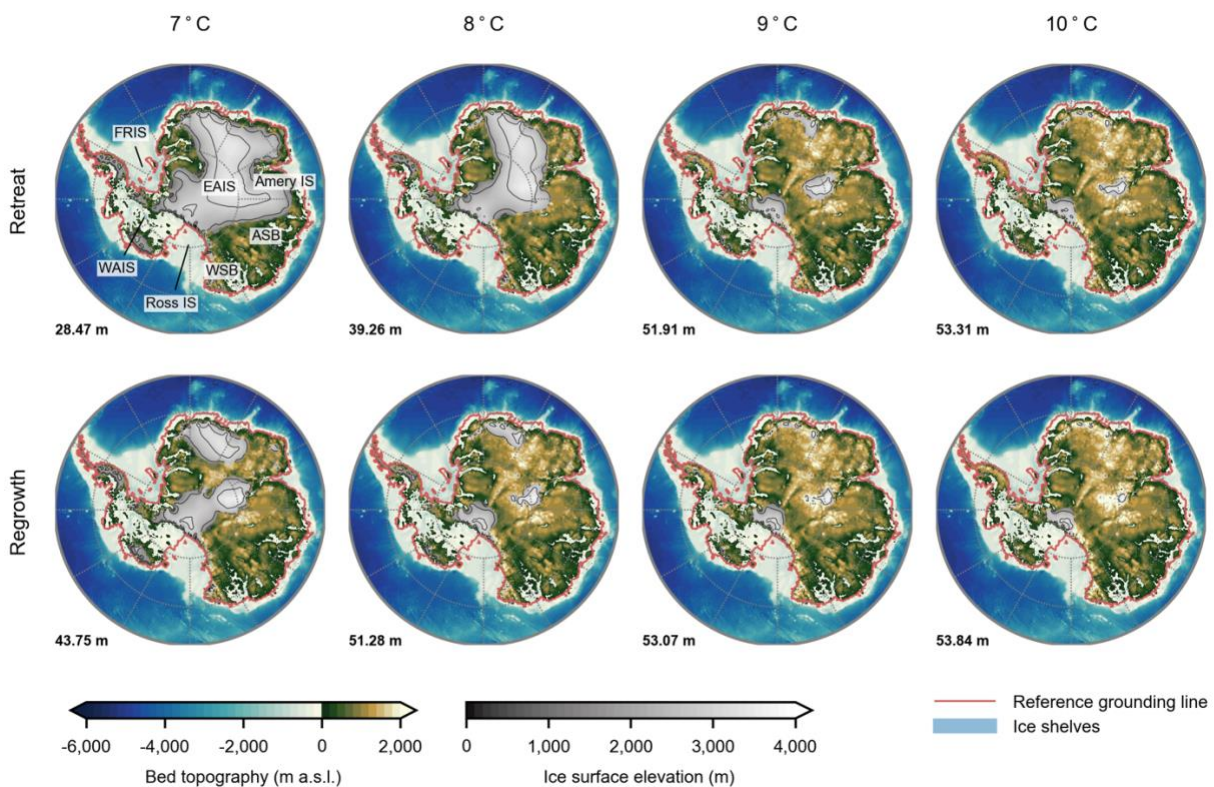 7 °C 8 °C 9 °C 10 °C
Retreat
FRIS
EAIS
Amery IS
ASB
WAIS
WSB
Ross IS
28.47 m 39.26 m 51.91 m 53.31 m
Regrowth
43.75 m 51.28 m 53.07 m 53.84 m
-6,000 -4,000 -2,000 0 2,000
Bed topography (m a.s.l.)
0 1,000 2,000 3,000 4,000
Ice surface elevation (m)
Reference grounding line
Ice shelves